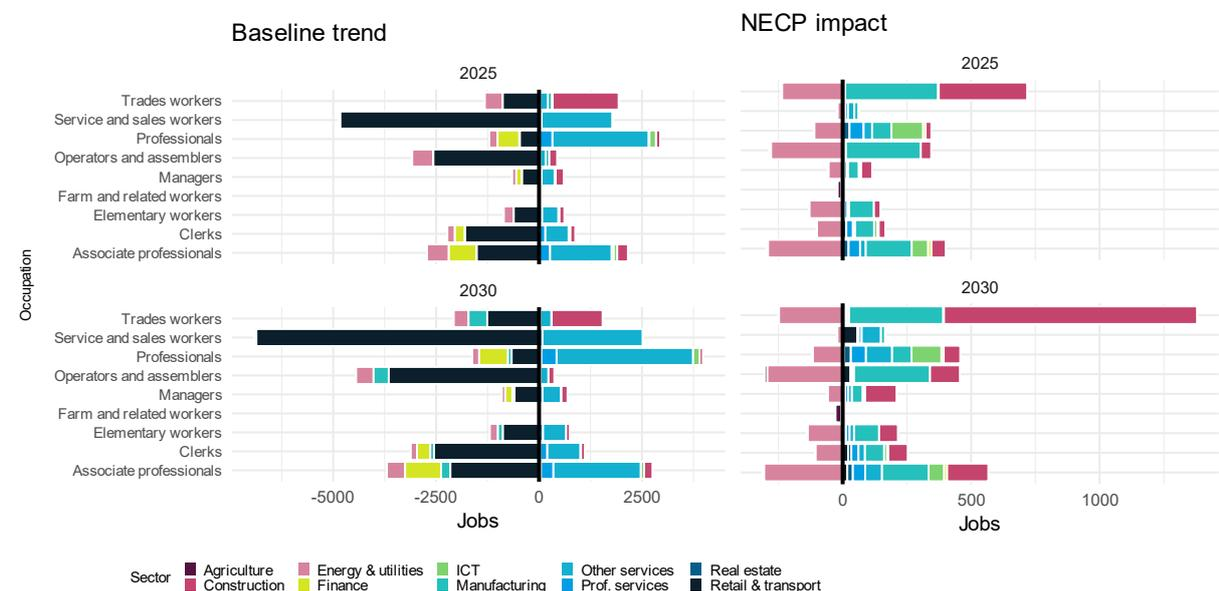 Baseline trend
NECP impact
2025
Trades workers
Service and sales workers
Professionals
Operators and assemblers
Managers
Farm and related workers
Elementary workers
Clerks
Associate professionals
2025
Occupation
2030
Trades workers
Service and sales workers
Professionals
Operators and assemblers
Managers
Farm and related workers
Elementary workers
Clerks
Associate professionals
2030
-5000 -2500 0 2500
Jobs
0 500 1000
Jobs
Sector Agriculture Energy & utilities ICT Other services Real estate
Construction Finance Manufacturing Prof. services Retail & transport